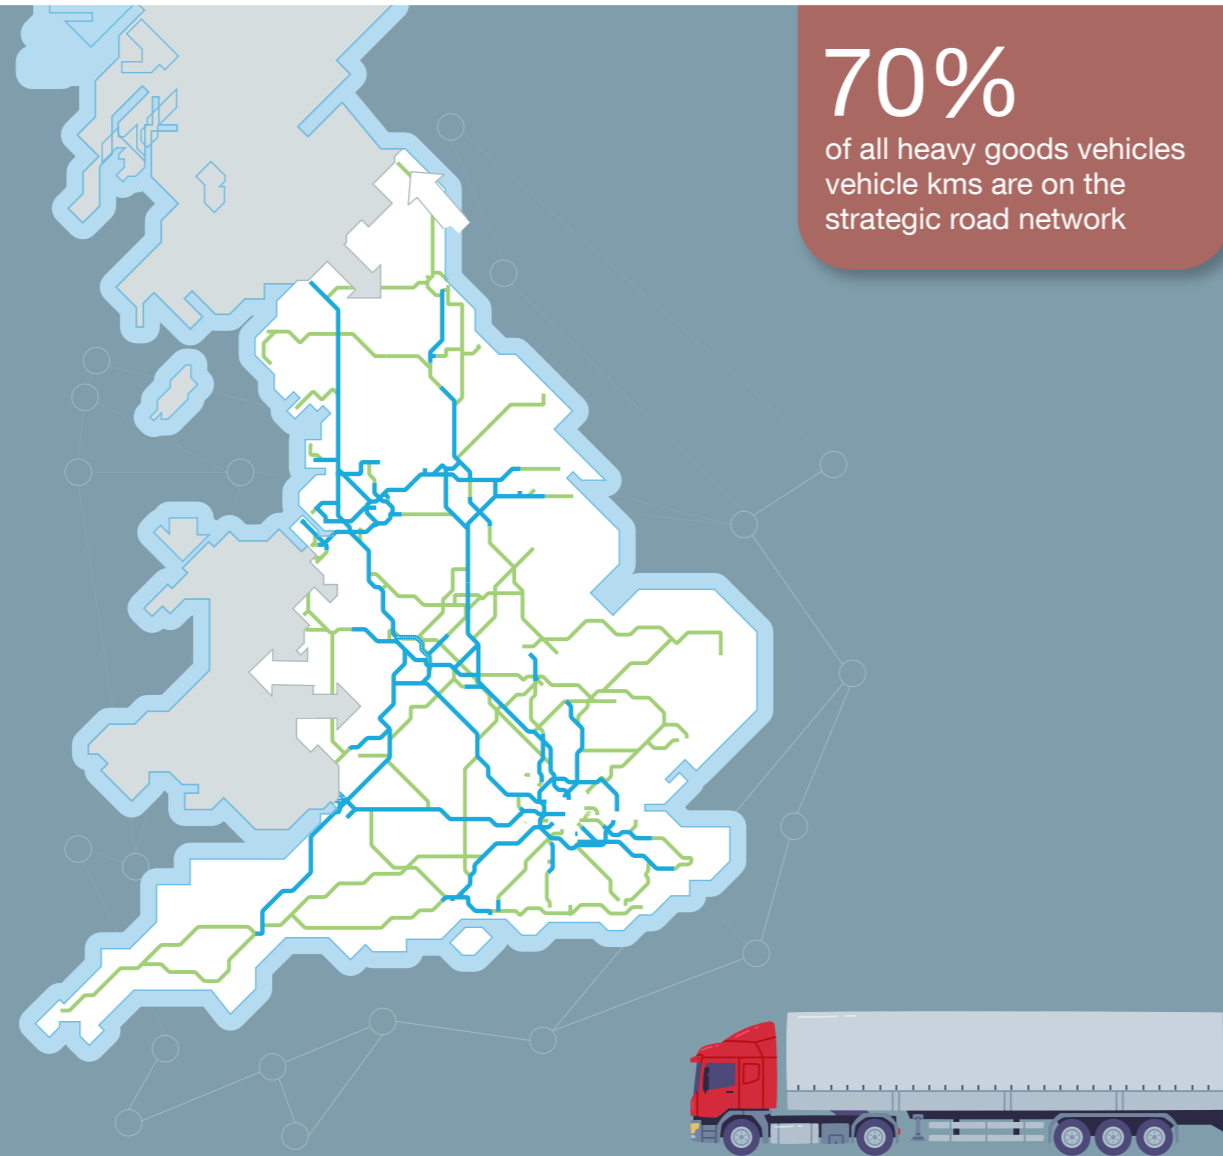 70%
of all heavy goods vehicles
vehicle kms are on the
strategic road network